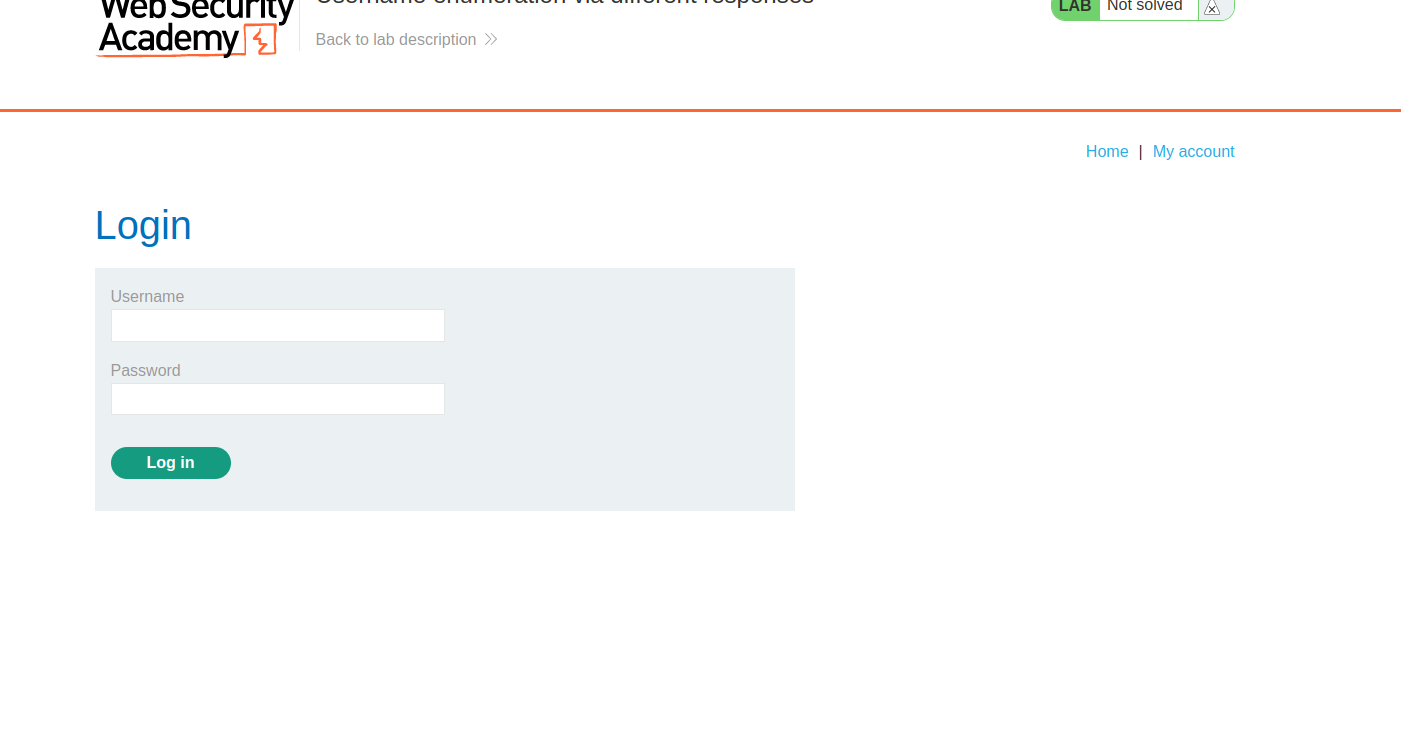 Web Security
Academy
Username enumeration via different responses
Back to lab description
LAB
Not solved
Home | My account
Login
Username
Password
Log in